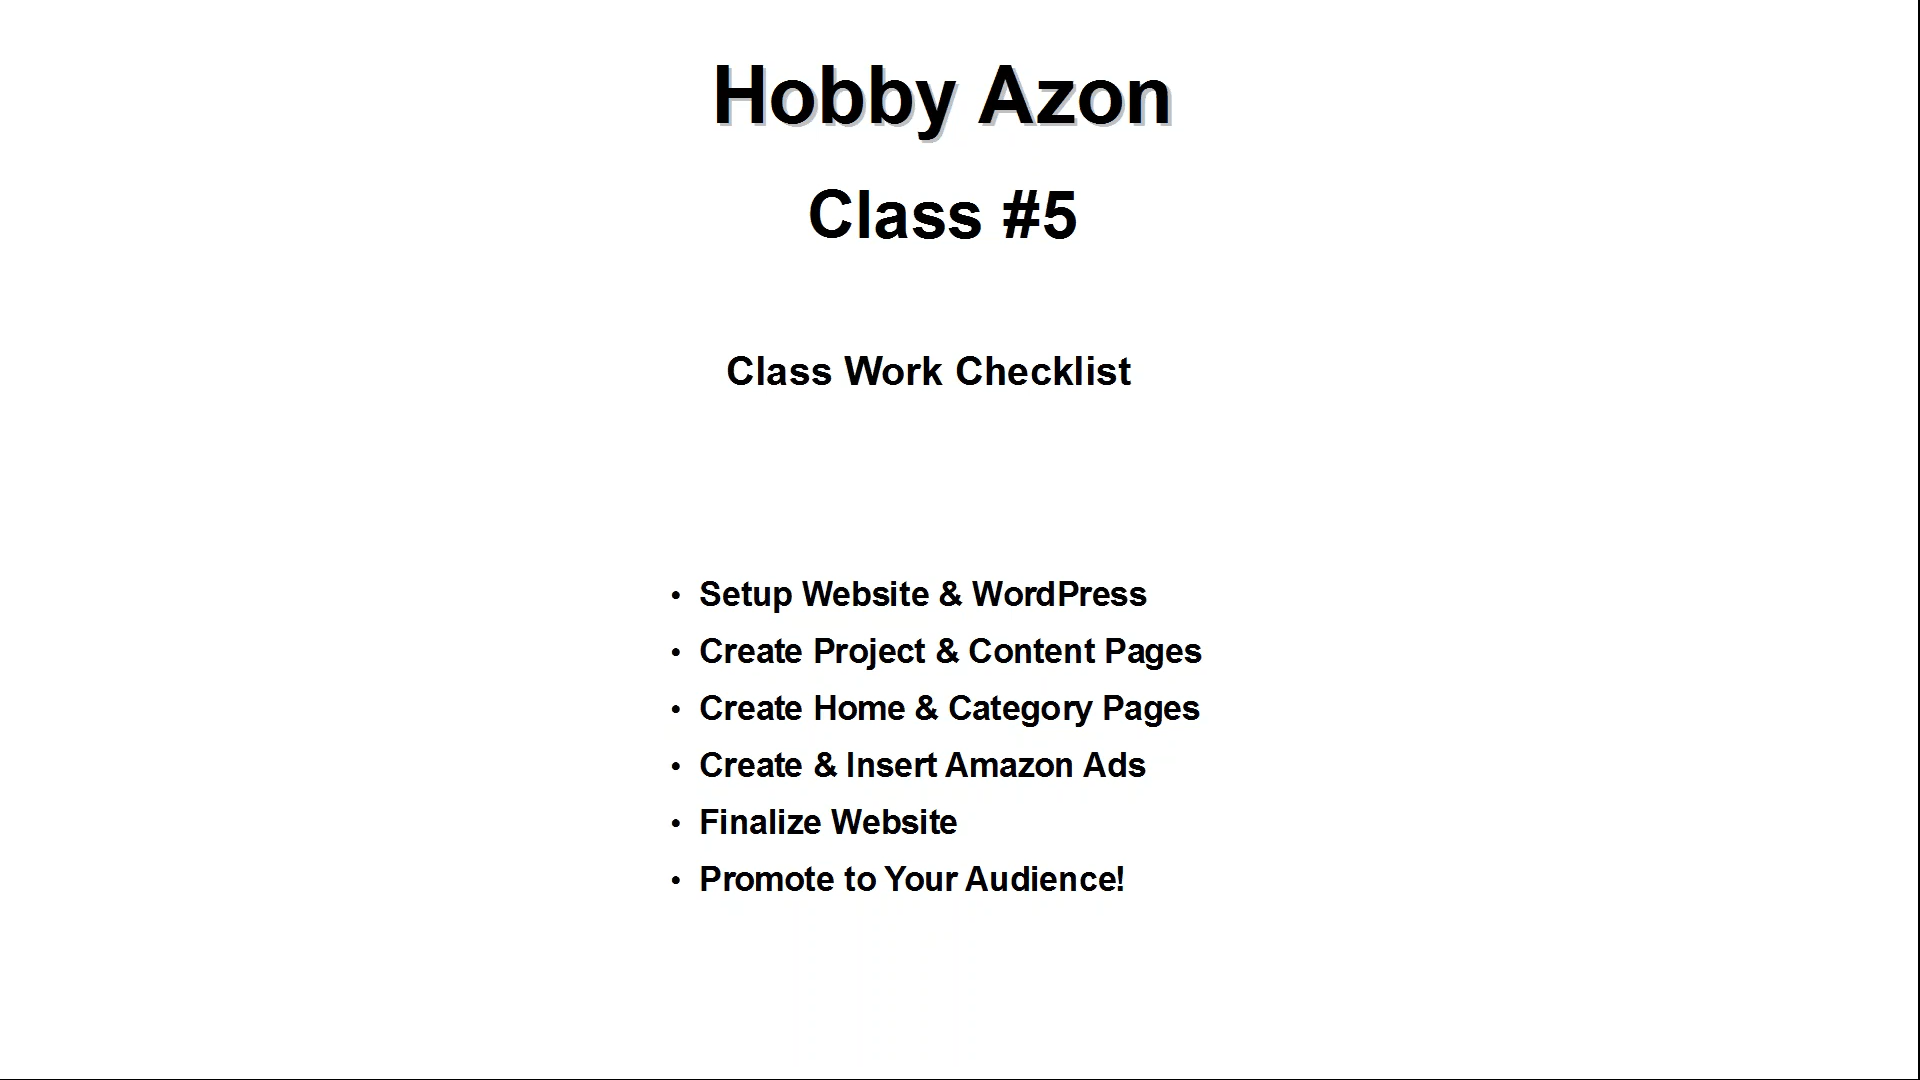 Hobby Azon
Class #5
Class Work Checklist
• Setup Website & WordPress
• Create Project & Content Pages
• Create Home & Category Pages
• Create & Insert Amazon Ads
• Finalize Website
• Promote to Your Audience!